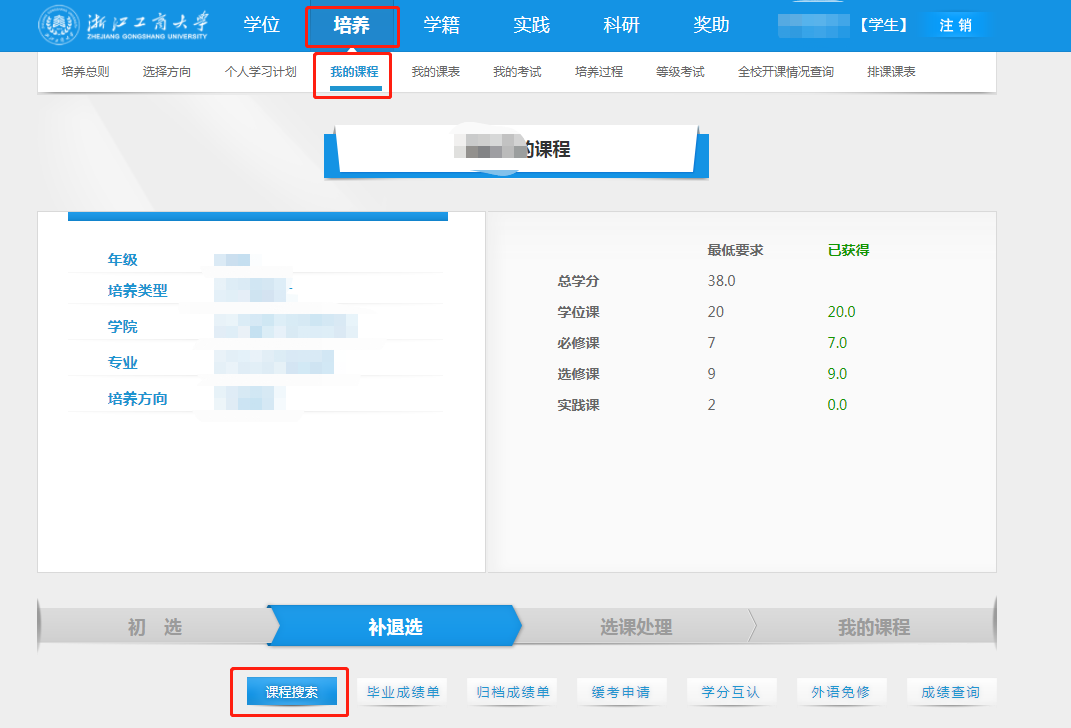 浙江工商大学
ZHEJIANG GONGSHANG UNIVERSITY
学位 培养 学籍 实践 科研 奖助 【学生】 注 销
培养总则 选择方向 个人学习计划 我的课程 我的课表 我的考试 培养过程 等级考试 全校开课情况查询 排课课表
的课程
年级
培养类型
学院
专业
培养方向
最低要求 已获得
总学分 38.0
学位课 20 20.0
必修课 7 7.0
选修课 9 9.0
实践课 2 0.0
初 选 补退选 选课处理 我的课程
课程搜索 毕业成绩单 归档成绩单 缓考申请 学分互认 外语免修 成绩查询